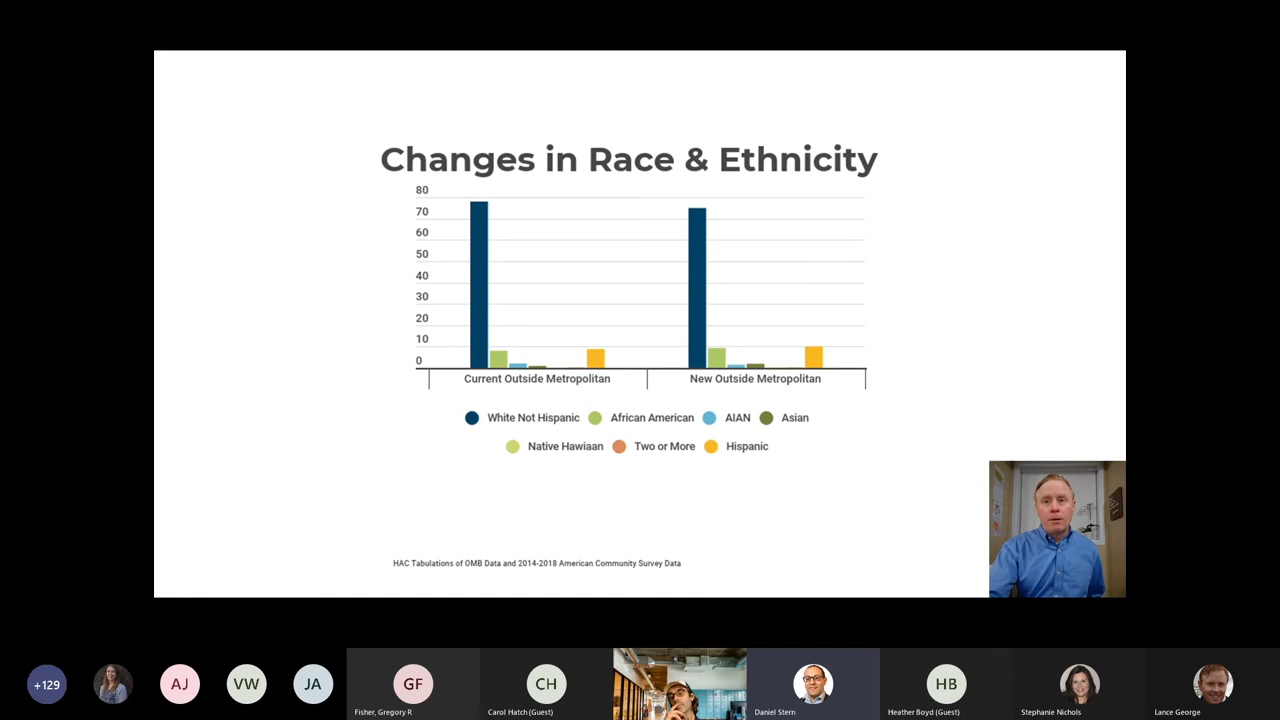 Changes in Race & Ethnicity
80
70
60
50
40
30
20
10
0
Current Outside Metropolitan
New Outside Metropolitan
White Not Hispanic
African American
AIAN
Asian
Native Hawiaan
Two or More
Hispanic
HAC Tabulations of OMB Data and 2014-2018 American Community Survey Data
+129
AJ
VW
JA
GF
CH
HB
Fisher, Gregory R
Carol Hatch (Guest)
Daniel Stern
Heather Boyd (Guest)
Stephanie Nichols
Lance George